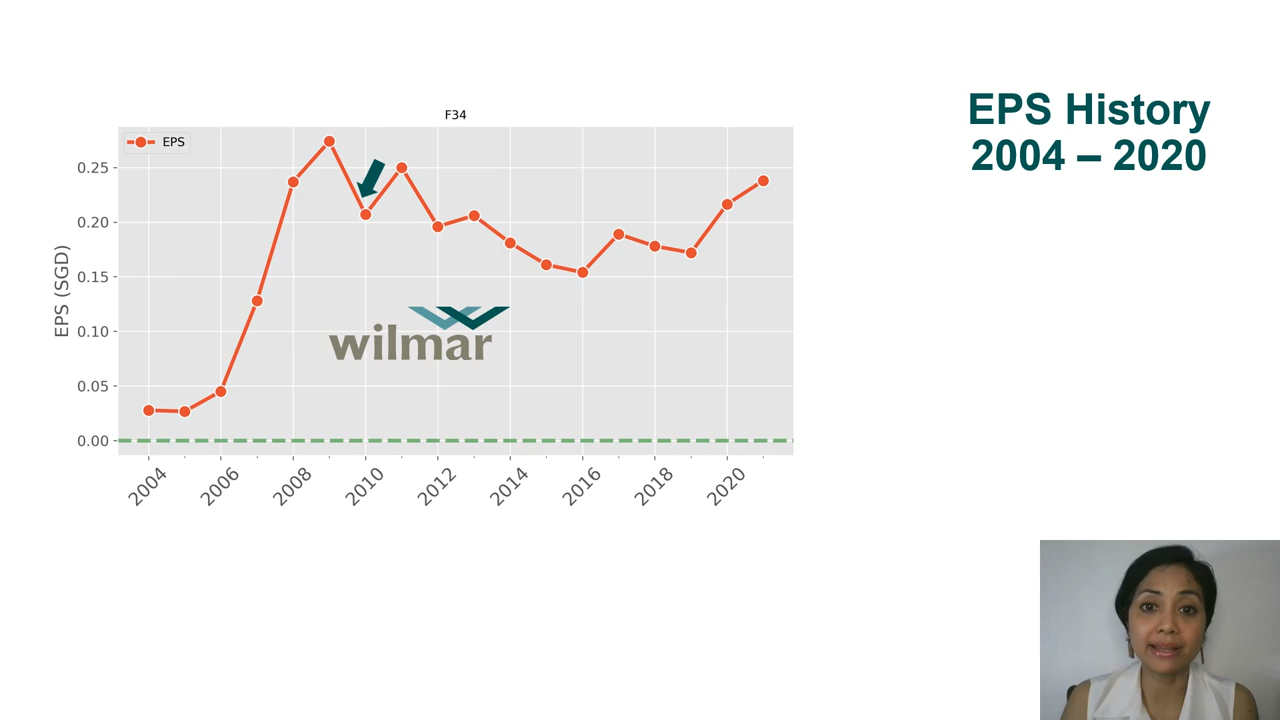 EPS History
2004 – 2020
F34
EPS
EPS (SGD)
0.25
0.20
0.15
0.10
0.05
0.00
wilmar
2004
2006
2008
2010
2012
2014
2016
2018
2020